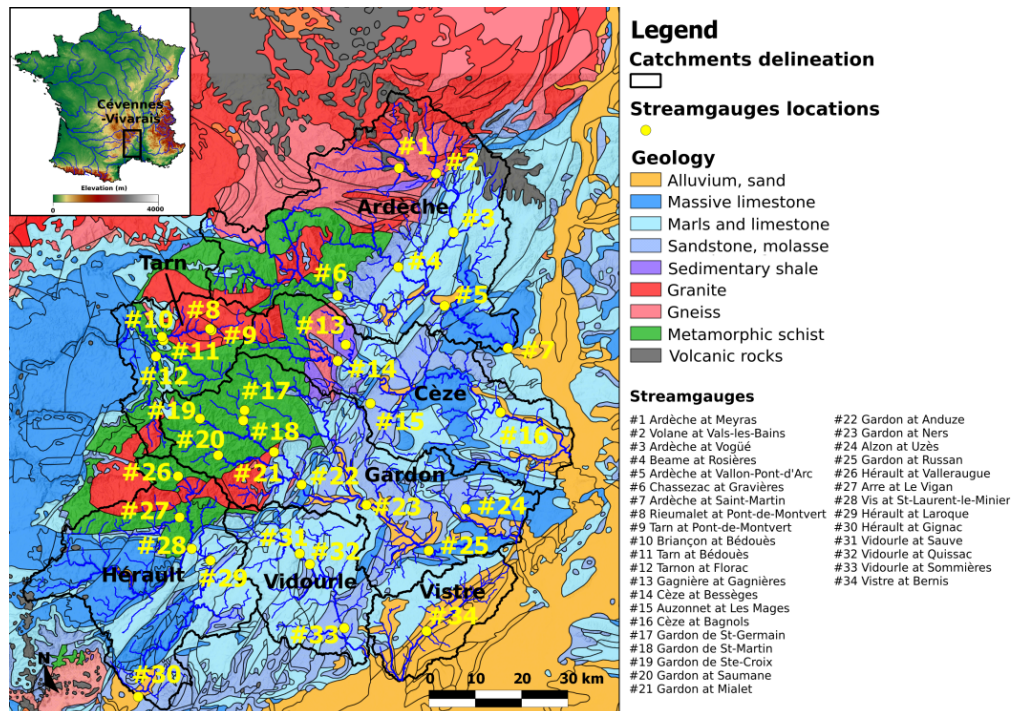 Cévennes
-Vivarais
Elevation (m)
0
4000
#1
#2
Ardèche
#3
#4
#6
#5
Tarn
#8
#13
#10
#9
#11
#7
#14
#12
Cèze
#17
#19
#15
#18
#16
#20
Gardon
#26
#21
#22
#23
#24
#27
#31
#25
#28
#32
Hérault
#29
Vidourle
Vistre
#34
#33
#30
N
0
10
20
30 km
Legend
Catchments delineation
Streamgauges locations
Geology
Alluvium, sand
Massive limestone
Marls and limestone
Sandstone, molasse
Sedimentary shale
Granite
Gneiss
Metamorphic schist
Volcanic rocks
Streamgauges
#1 Ardèche at Meyras
#2 Volane at Vals-les-Bains
#3 Ardèche at Vogüé
#4 Beame at Rosières
#5 Ardèche at Vallon-Pont-d'Arc
#6 Chassezac at Gravières
#7 Ardèche at Saint-Martin
#8 Rieumalet at Pont-de-Montvert
#9 Tarn at Pont-de-Montvert
#10 Briançon at Bédouès
#11 Tarn at Bédouès
#12 Tarnon at Florac
#13 Gagnière at Gagnières
#14 Cèze at Bessèges
#15 Auzonnet at Les Mages
#16 Cèze at Bagnols
#17 Gardon de St-Germain
#18 Gardon de St-Martin
#19 Gardon de Ste-Croix
#20 Gardon at Saumane
#21 Gardon at Mialet
#22 Gardon at Anduze
#23 Gardon at Ners
#24 Alzon at Uzès
#25 Gardon at Russan
#26 Hérault at Valleraugue
#27 Arre at Le Vigan
#28 Vis at St-Laurent-le-Minier
#29 Hérault at Laroque
#30 Hérault at Gignac
#31 Vidourle at Sauve
#32 Vidourle at Quissac
#33 Vidourle at Sommières
#34 Vistre at Bernis